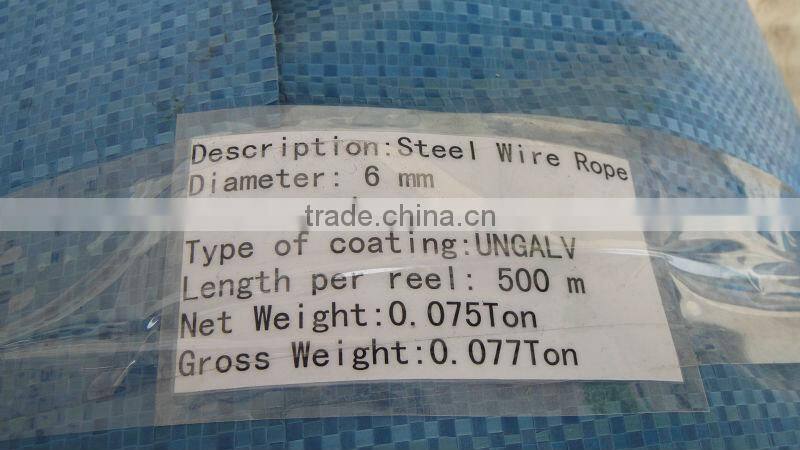 Description:Steel Wire Rope
Diameter: 6 mm
trade.china.cn
Type of coating:UNGALV
Length per reel: 500 m
Net Weight:0.075Ton
Gross Weight:0.077Ton